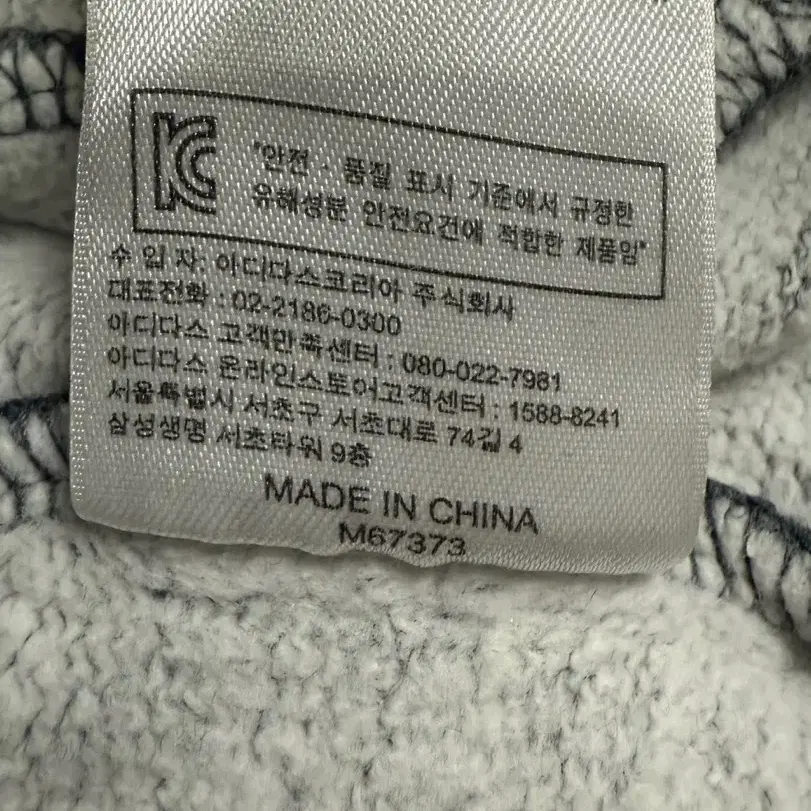 KC
"안전 · 품질 표시 기준에서 규정한
유해성분 안전요건에 적합한 제품임"
수 입 자: 아디다스코리아 주식회사
대표전화 : 02-2186-0300
아디다스 고객만족센터 : 080-022-7981
아디다스 온라인스토어고객센터 : 1588-8241
서울특별시 서초구 서초대로 74길 4
삼성생명 서초타워 9층
MADE IN CHINA
M67373